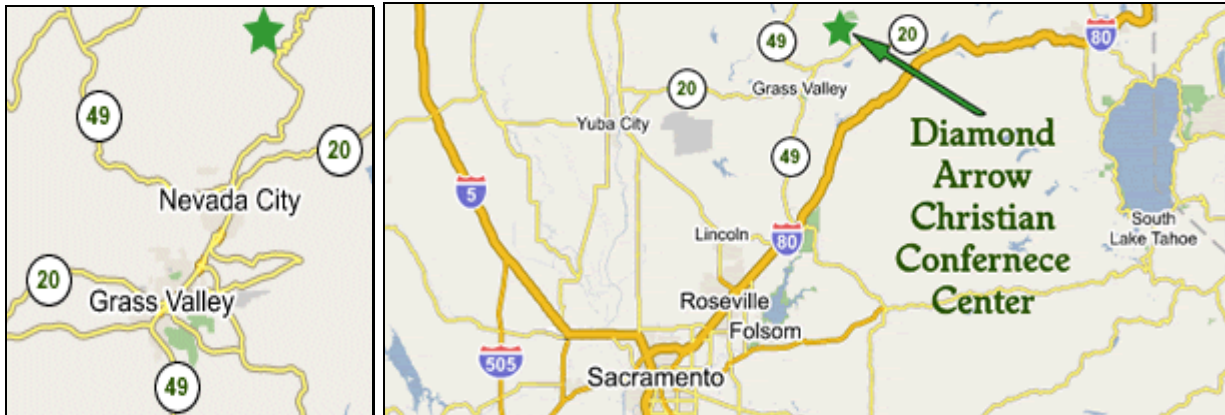 20
49
20
Nevada City
20
Grass Valley
49
49
20
80
Grass Valley
20
Yuba City
49
5
Diamond
Arrow
Christian
Confernece
Center
South
Lake Tahoe
Lincoln
80
Roseville
Folsom
505
Sacramento